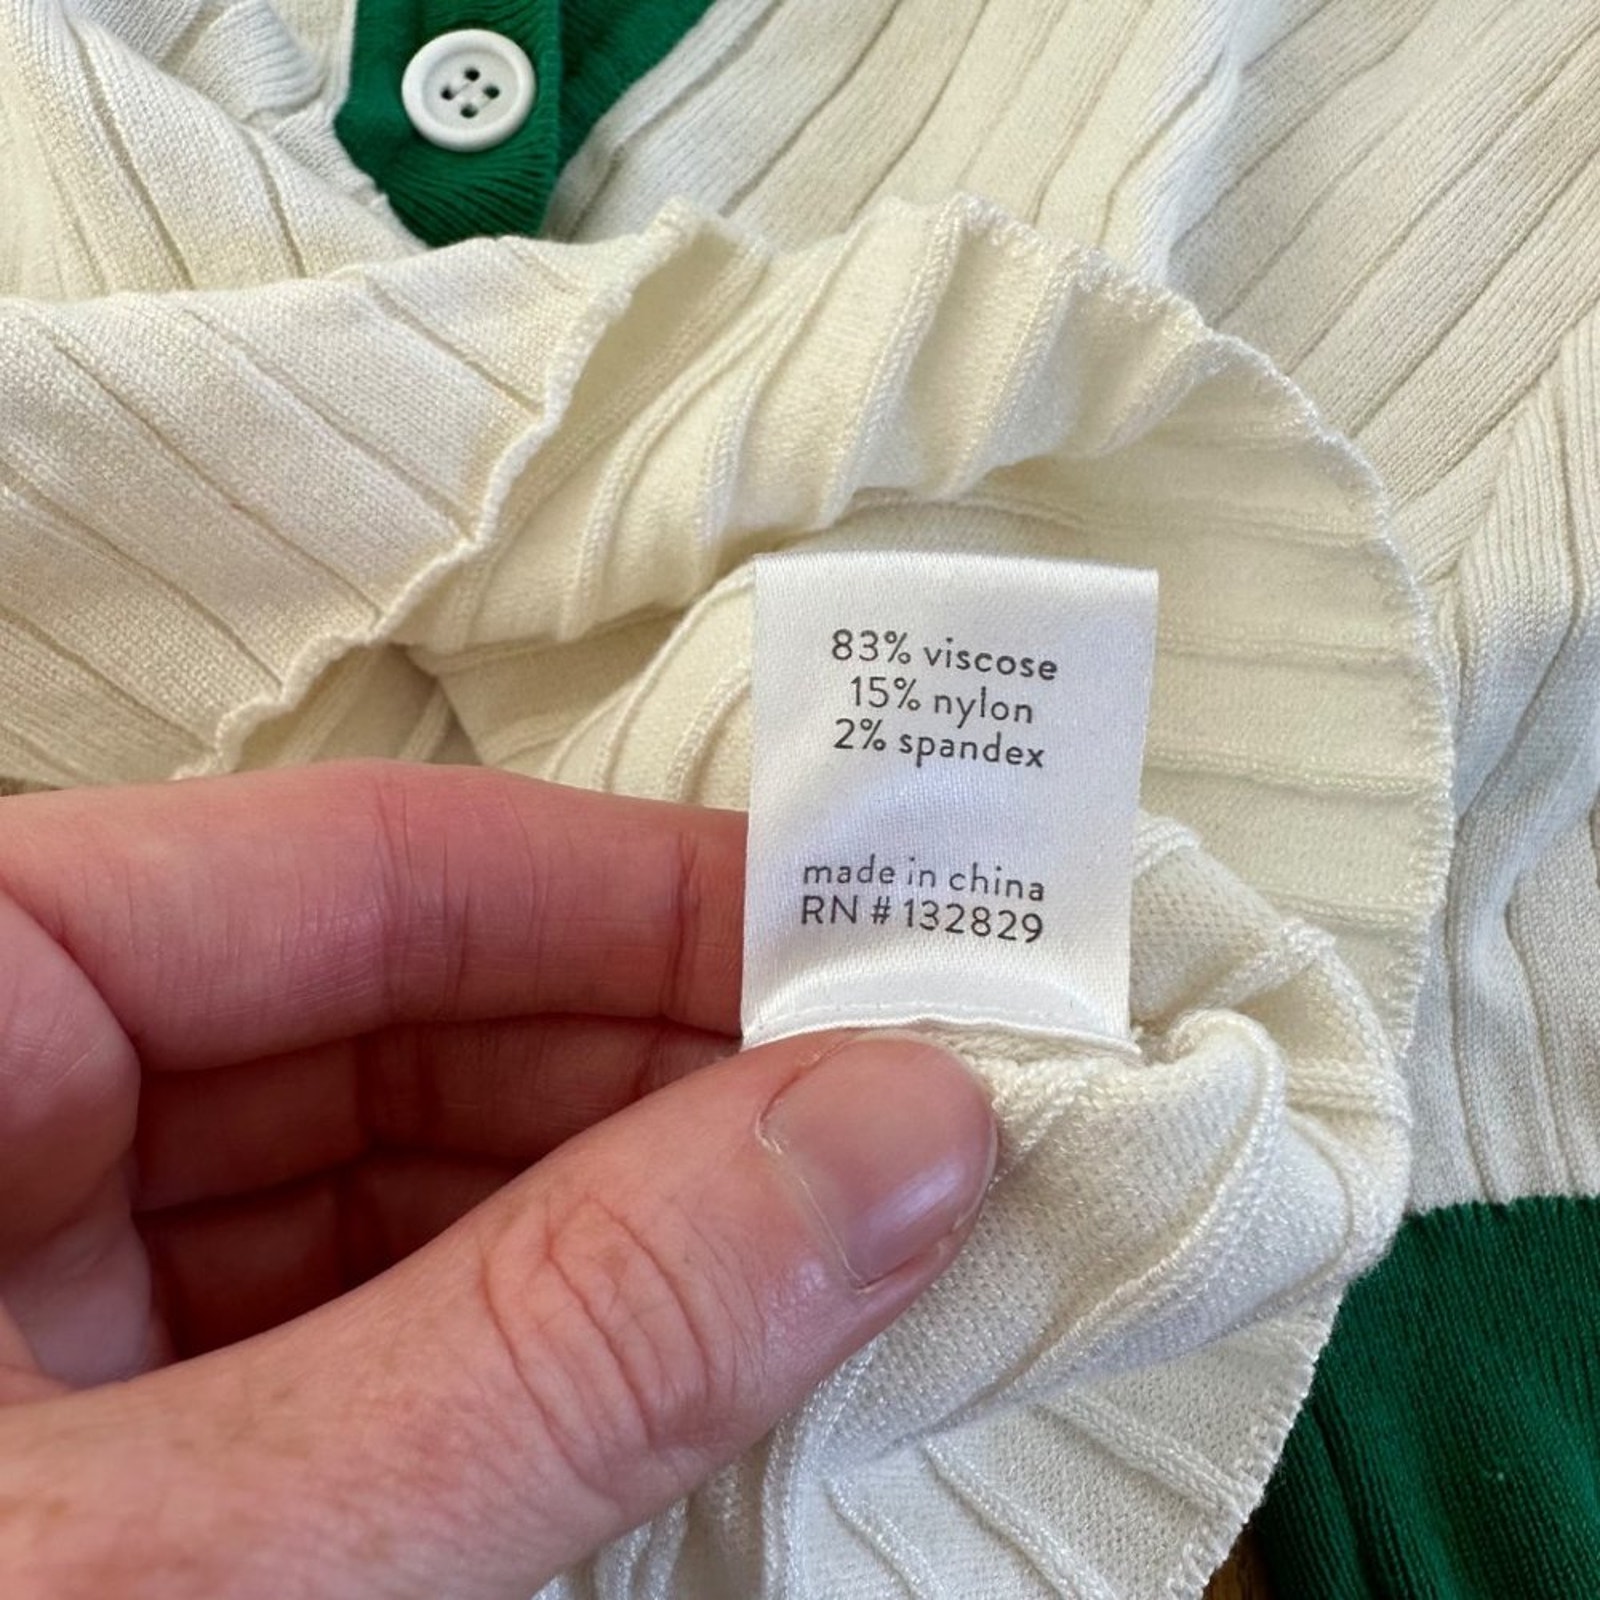 83% viscose
15% nylon
2% spandex
made in china
RN # 132829